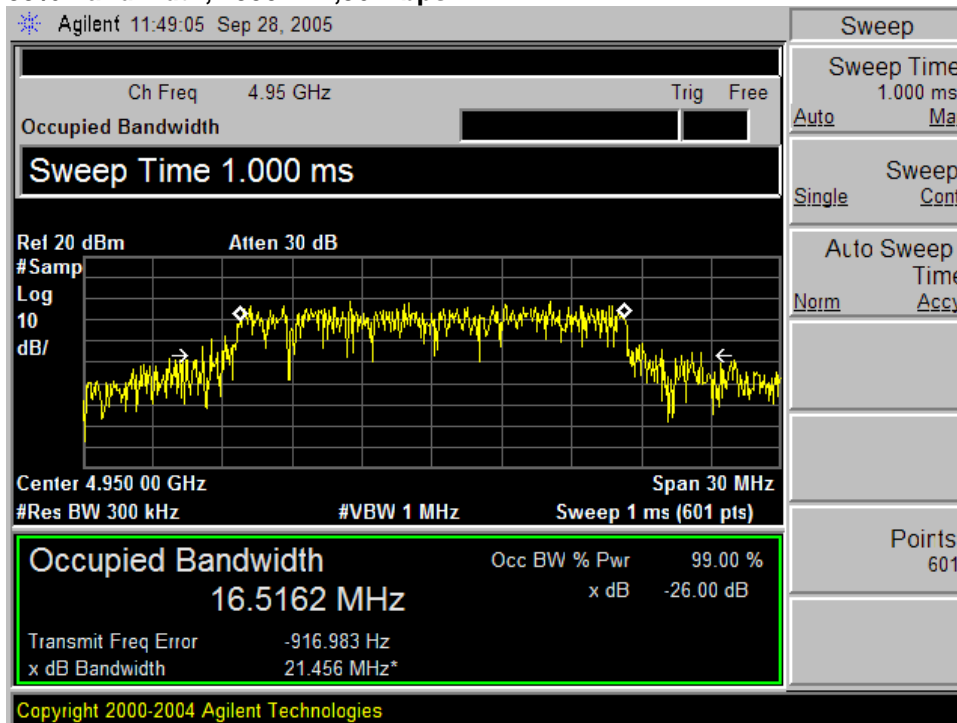 Agilent 11:49:05 Sep 28, 2005
Sweep
Ch Freq 4.95 GHz Trig Free
Occupied Bandwidth
Sweep Time
1.000 ms
Auto
Sweep Time 1.000 ms
Sweep
Single
Ref 20 dBm Atten 30 dB
#Samp
Log
10
dB/
Auto Sweep
Norm
Center 4.950 00 GHz Span 30 MHz
#Res BW 300 kHz #VBW 1 MHz Sweep 1 ms (601 pts)
Occupied Bandwidth
16.5162 MHz
Occ BW % Pwr 99.00 %
x dB -26.00 dB
Transmit Freq Error -916.983 Hz
x dB Bandwidth 21.456 MHz*
Points
601
Copyright 2000-2004 Agilent Technologies